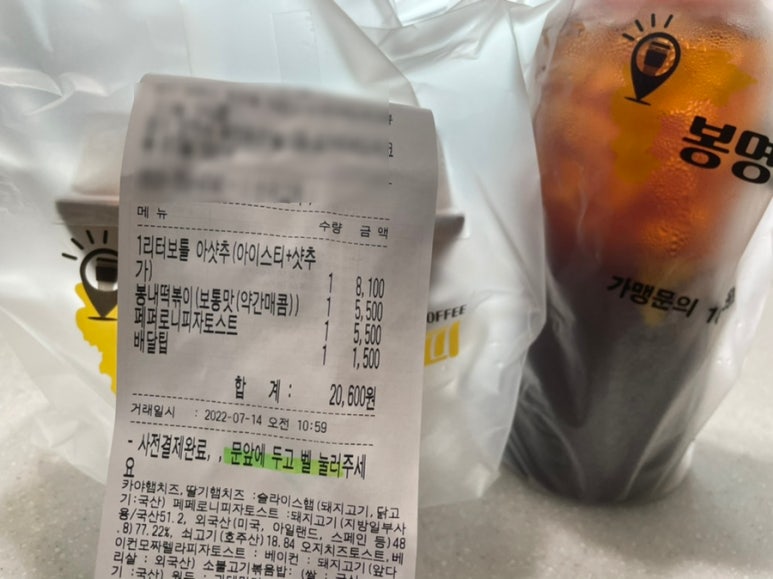 메 뉴 수량 금 액
1리터보틀 아샷추(아이스티+샷추
가) 1 8,100
봉내떡볶이(보통맛(약간매콤)) 1 5,500
페퍼로니피자토스트 1 5,500
배달팁 1 1,500
합 계 : 20,600원
거래일시 : 2022-07-14 오전 10:59
- 사전결제완료, , 문앞에 두고 벨 눌러주세
요
카야햄치즈,딸기햄치즈 :슬라이스햄(돼지고기,닭고
기:국산) 페페로니피자토스트 :돼지고기(지방일부사
용/국산51.2, 외국산(미국, 아일랜드, 스페인 등)48
.8)77.22%, 쇠고기(호주산)18.84 오지치즈토스트,베
이컨모짜렐라피자토스트 : 베이컨 : 돼지고기(앞다
리살 : 외국산) 소불고기볶음밥: (쌀 :
봉명
가맹문의
COFFEE